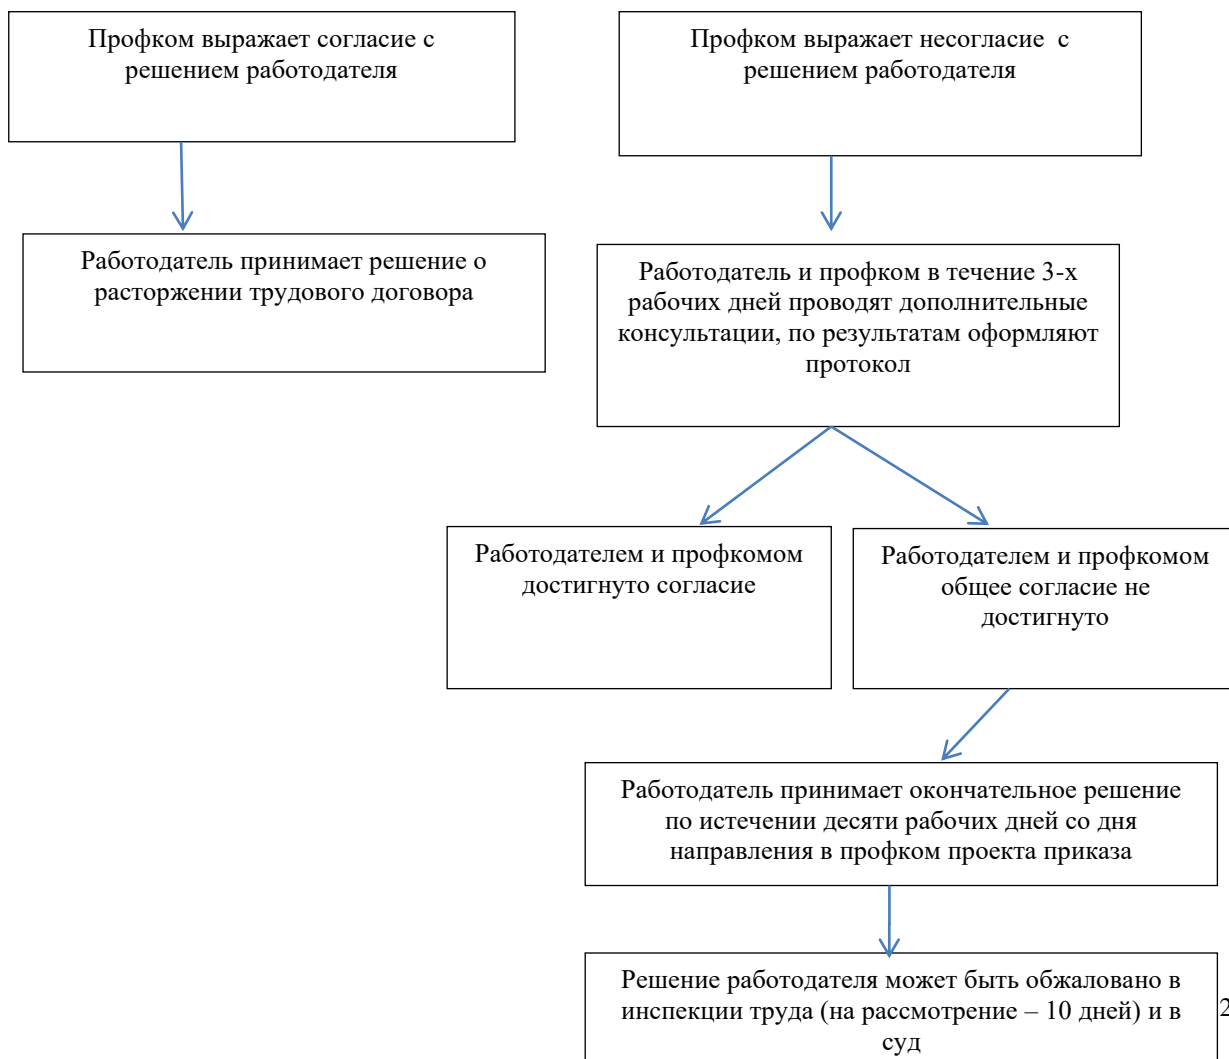 Профком выражает согласие с
решением работодателя
Профком выражает несогласие  с
решением работодателя
Работодатель принимает решение о
расторжении трудового договора
Работодатель и профком в течение 3-х
рабочих дней проводят дополнительные
консультации, по результатам оформляют
протокол
Работодателем и профкомом
достигнуто согласие
Работодателем и профкомом
общее согласие не
достигнуто
Работодатель принимает окончательное решение
по истечении десяти рабочих дней со дня
направления в профком проекта приказа
Решение работодателя может быть обжаловано в
инспекции труда (на рассмотрение – 10 дней) и в
суд
2